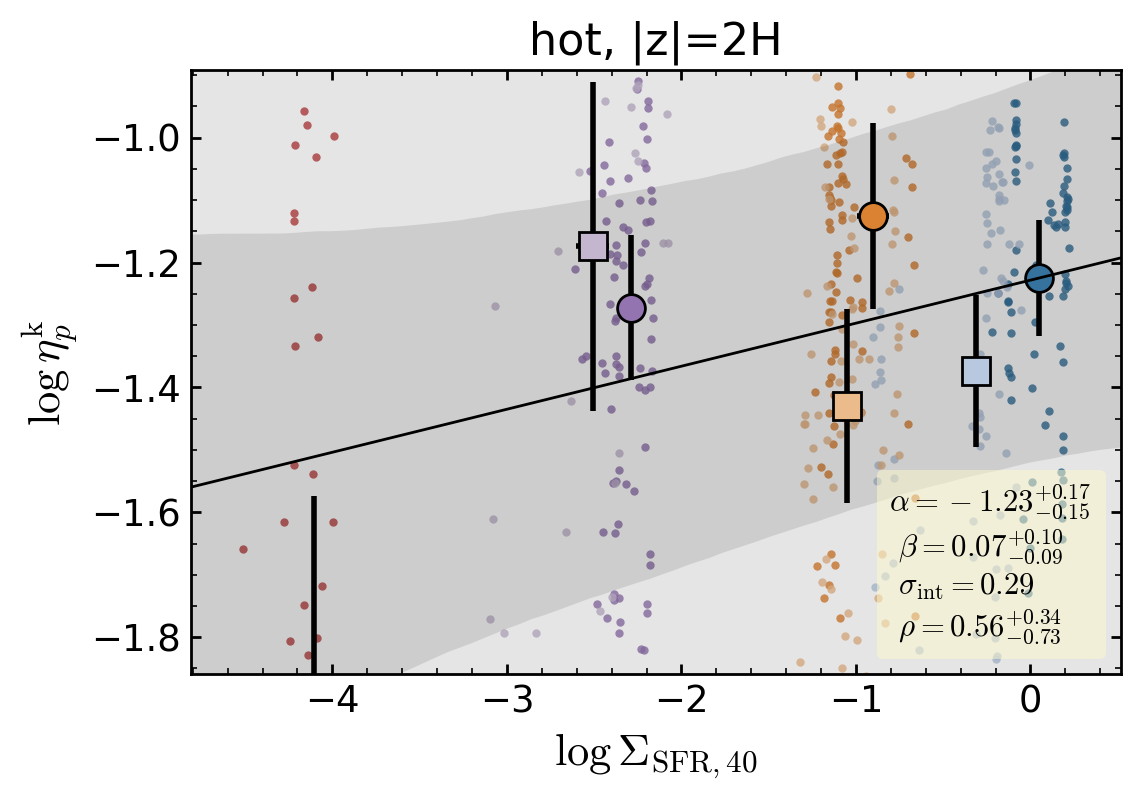 hot, |z|=2H
log η_p^k
−1.0
−1.2
−1.4
−1.6
−1.8
α = −1.23^{+0.17}_{−0.15}
β = 0.07^{+0.10}_{−0.09}
σ_int = 0.29
ρ = 0.56^{+0.34}_{−0.73}
−4 −3 −2 −1 0
log Σ_{SFR, 40}